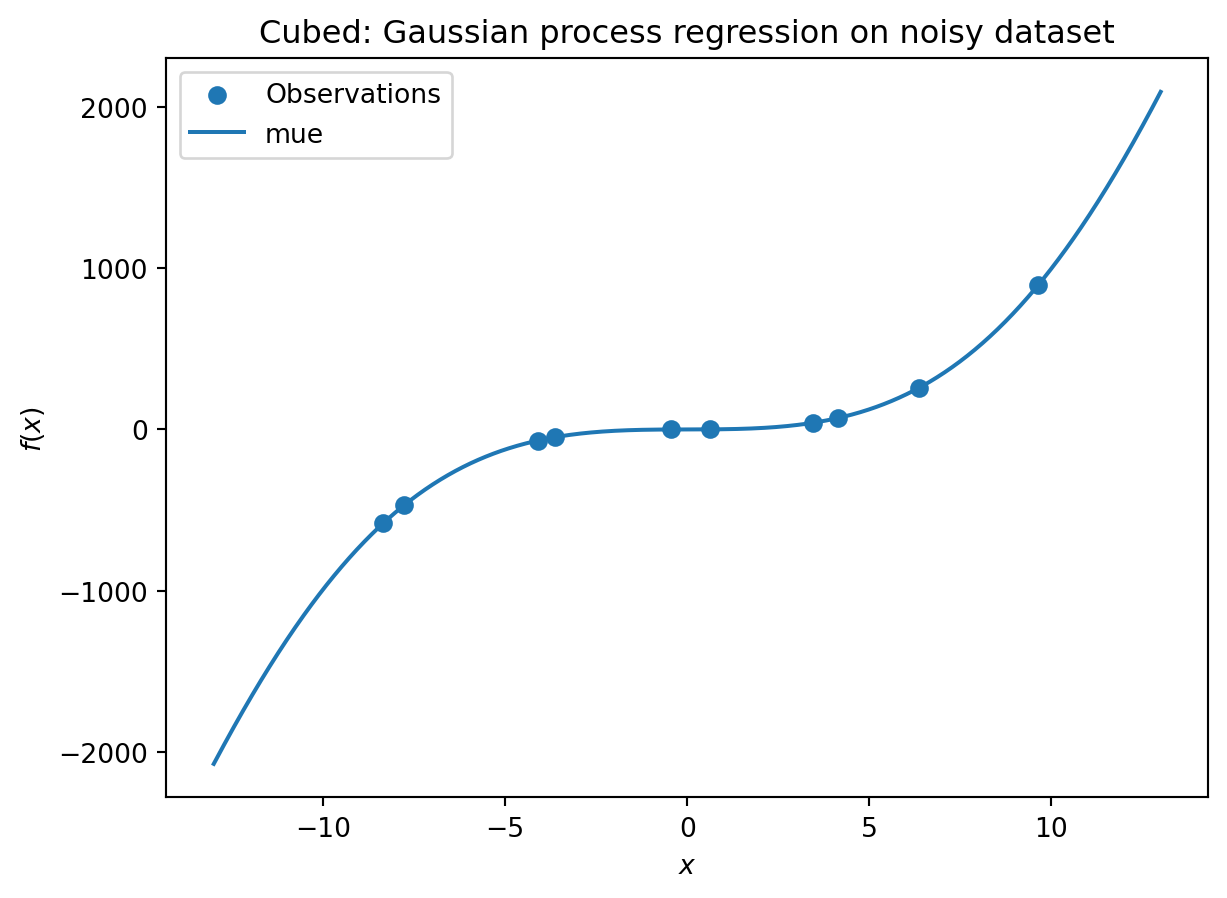 Cubed: Gaussian process regression on noisy dataset
Observations
mue
2000
1000
0
−1000
−2000
f(x)
−10
−5
0
5
10
x